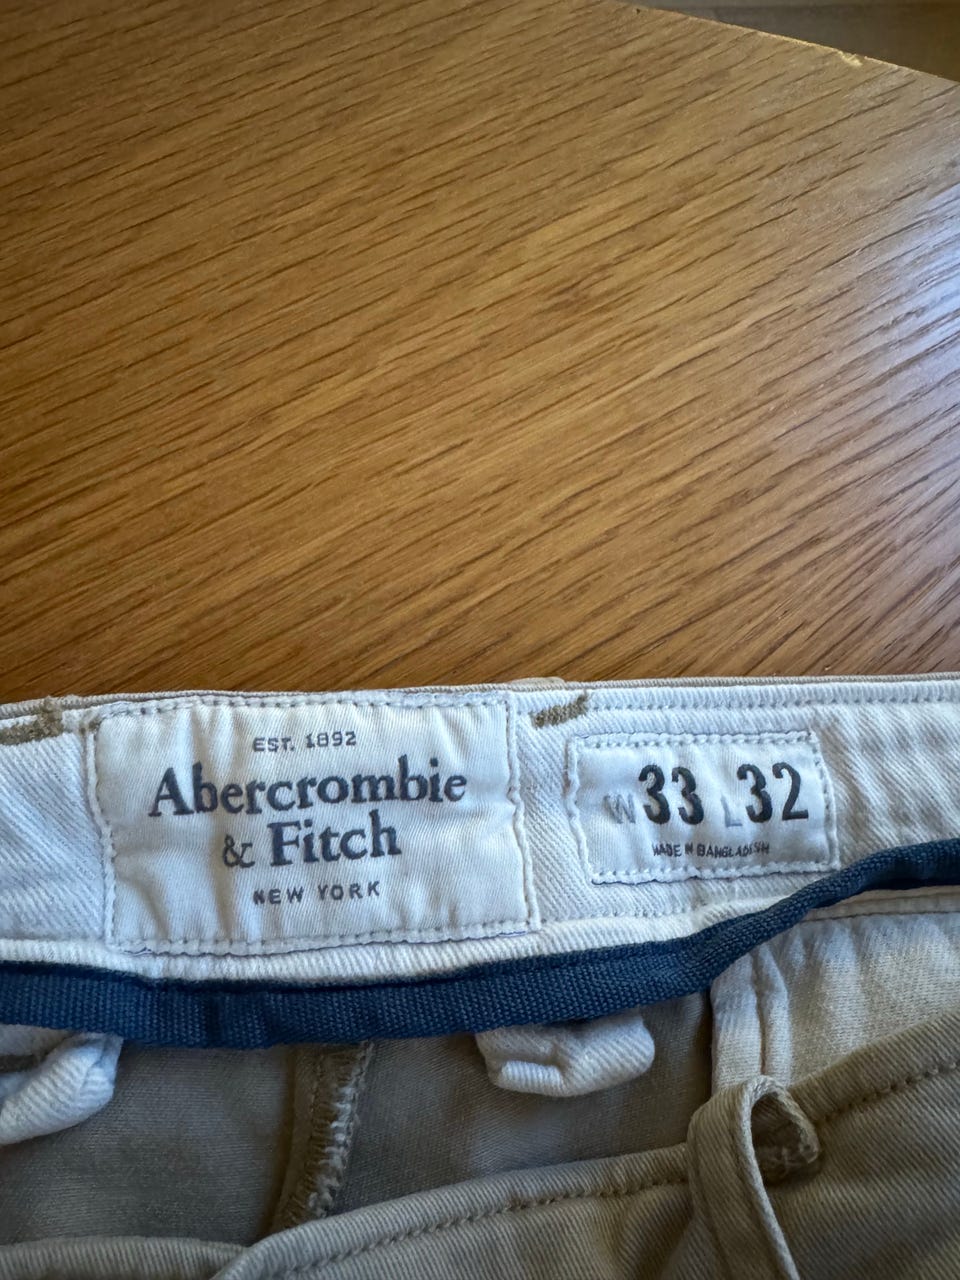 EST. 1892
Abercrombie
& Fitch
NEW YORK
W 33 L 32
MADE IN BANGLADESH